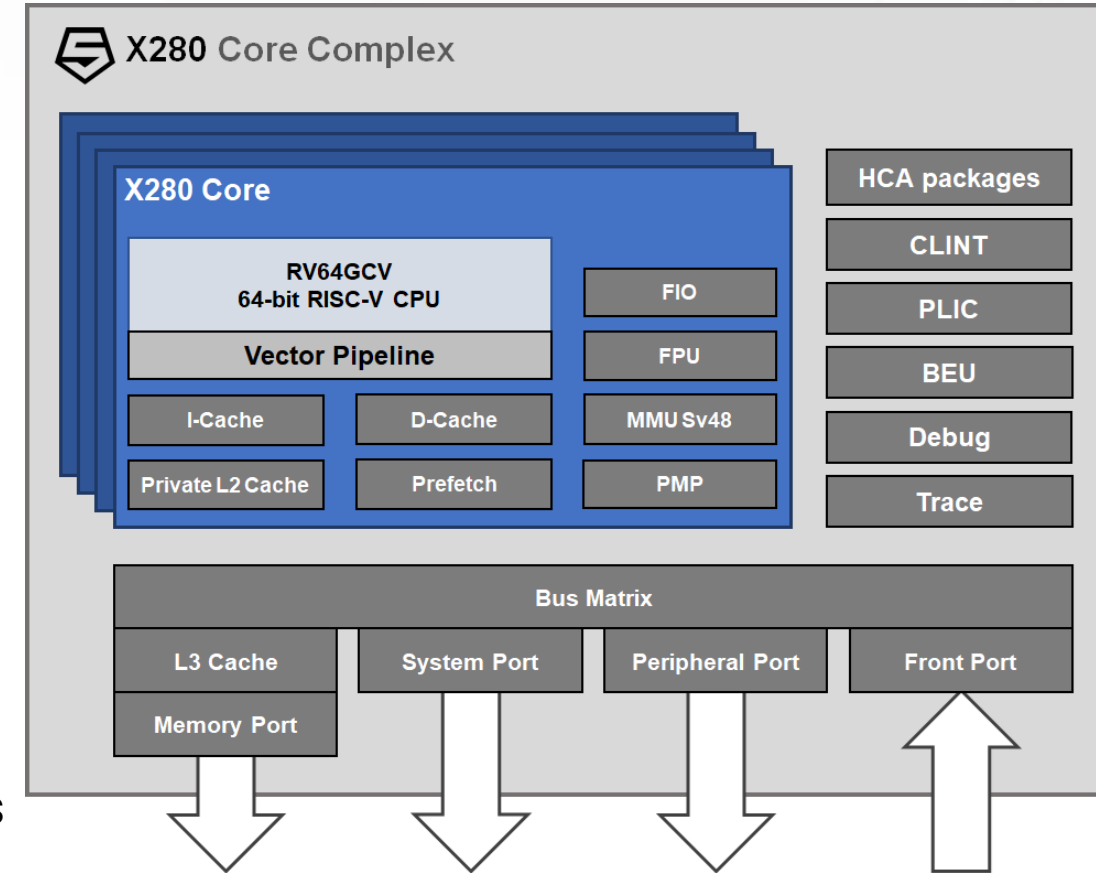 X280 Core Complex
X280 Core
RV64GCV
64-bit RISC-V CPU
Vector Pipeline
I-Cache
D-Cache
Private L2 Cache
Prefetch
FIO
FPU
MMU Sv48
PMP
HCA packages
CLINT
PLIC
BEU
Debug
Trace
Bus Matrix
L3 Cache
System Port
Peripheral Port
Front Port
Memory Port
s